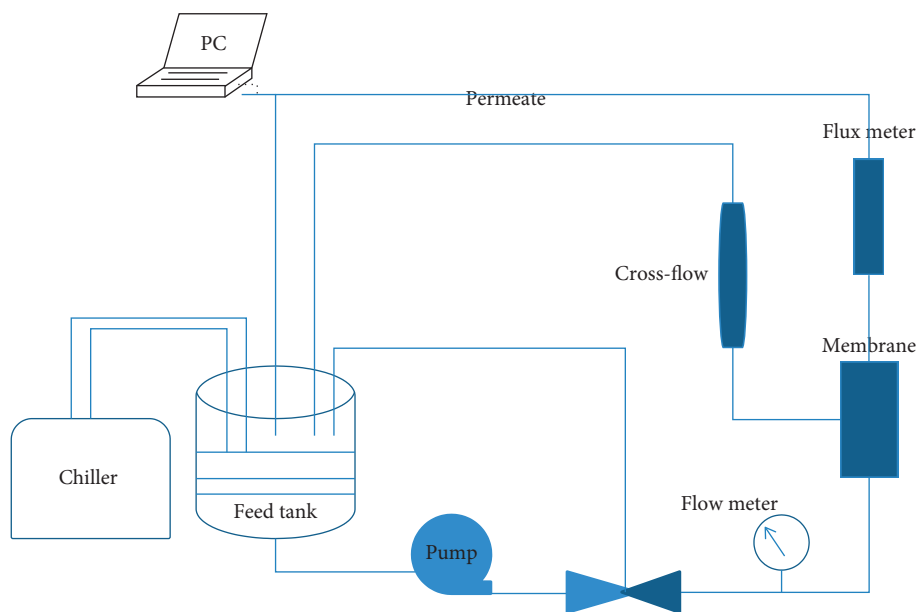 PC
Permeate
Flux meter
Cross-flow
Membrane
Chiller
Feed tank
Flow meter
Pump